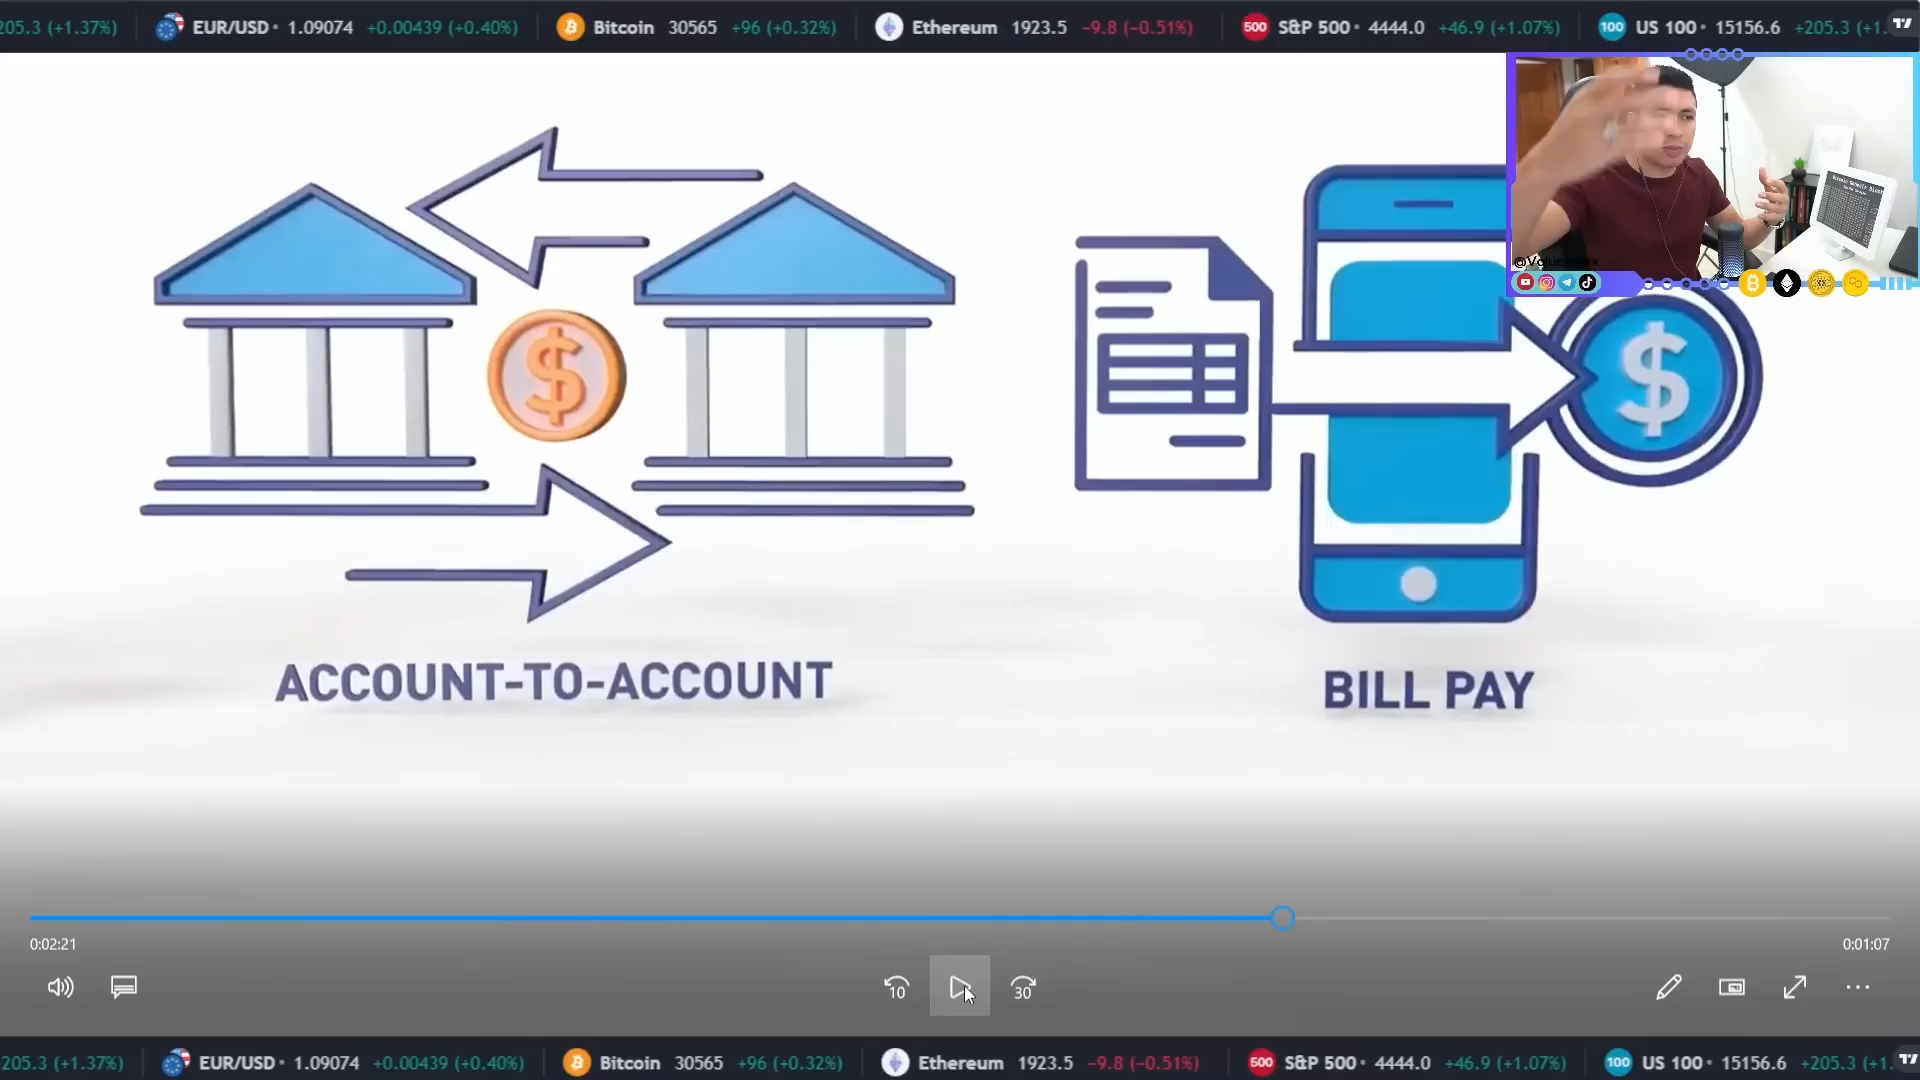 205.3 (+1.37%) EUR/USD • 1.09074 +0.00439 (+0.40%) Bitcoin 30565 +96 (+0.32%) Ethereum 1923.5 −9.8 (−0.51%) 500 S&P 500 • 4444.0 +46.9 (+1.07%) 100 US 100 • 15156.6 +205.3 (+1.
$
$
ACCOUNT-TO-ACCOUNT
BILL PAY
0:02:21
0:01:07
10
30
205.3 (+1.37%) EUR/USD • 1.09074 +0.00439 (+0.40%) Bitcoin 30565 +96 (+0.32%) Ethereum 1923.5 −9.8 (−0.51%) 500 S&P 500 • 4444.0 +46.9 (+1.07%) 100 US 100 • 15156.6 +205.3 (+1.